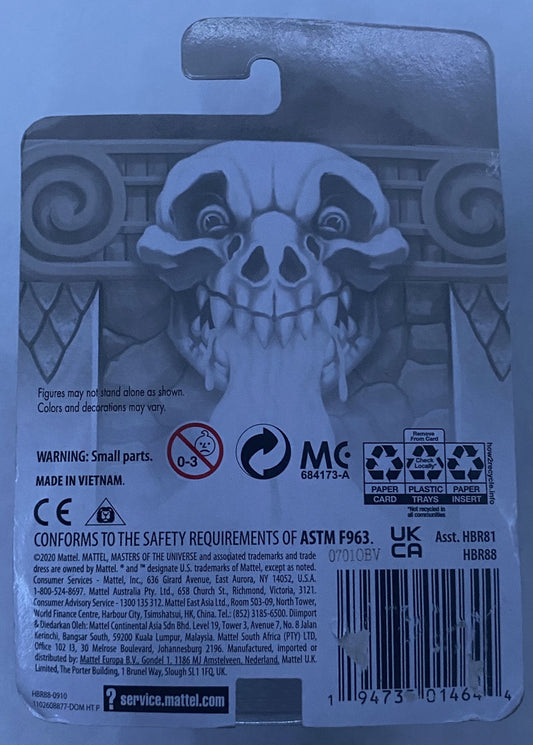 Figures may not stand alone as shown.
Colors and decorations may vary.
WARNING: Small parts.
0-3
MADE IN VIETNAM.
MC
684173-A
Remove
From Card
*Check
Locally*
PAPER
CARD
PLASTIC
TRAYS
PAPER
INSERT
*Not recycled in
all communities
how2recycle.info
CE
CONFORMS TO THE SAFETY REQUIREMENTS OF ASTM F963.
07010BV
UK
CA
Asst. HBR81
HBR88
©2020 Mattel. MATTEL, MASTERS OF THE UNIVERSE and associated trademarks and trade
dress are owned by Mattel. ® and ™ designate U.S. trademarks of Mattel, except as noted.
Consumer Services - Mattel, Inc., 636 Girard Avenue, East Aurora, NY 14052, U.S.A.
1-800-524-8697. Mattel Australia Pty. Ltd., 658 Church St., Richmond, Victoria, 3121.
Consumer Advisory Service - 1300 135 312. Mattel East Asia Ltd., Room 503-09, North Tower,
World Finance Centre, Harbour City, Tsimshatsui, HK, China. Tel.: (852) 3185-6500. Diimport
& Diedarkan Oleh: Mattel Continental Asia Sdn Bhd. Level 19, Tower 3, Avenue 7, No. 8 Jalan
Kerinchi, Bangsar South, 59200 Kuala Lumpur, Malaysia. Mattel South Africa (PTY) LTD,
Office 102 I3, 30 Melrose Boulevard, Johannesburg 2196. Manufactured, imported or
distributed by: Mattel Europa B.V., Gondel 1, 1186 MJ Amstelveen, Nederland. Mattel U.K.
Limited, The Porter Building, 1 Brunel Way, Slough SL1 1FQ, UK.
HBR88-0910
1102608877-DOM HT P
? service.mattel.com
1 94735 01464 4